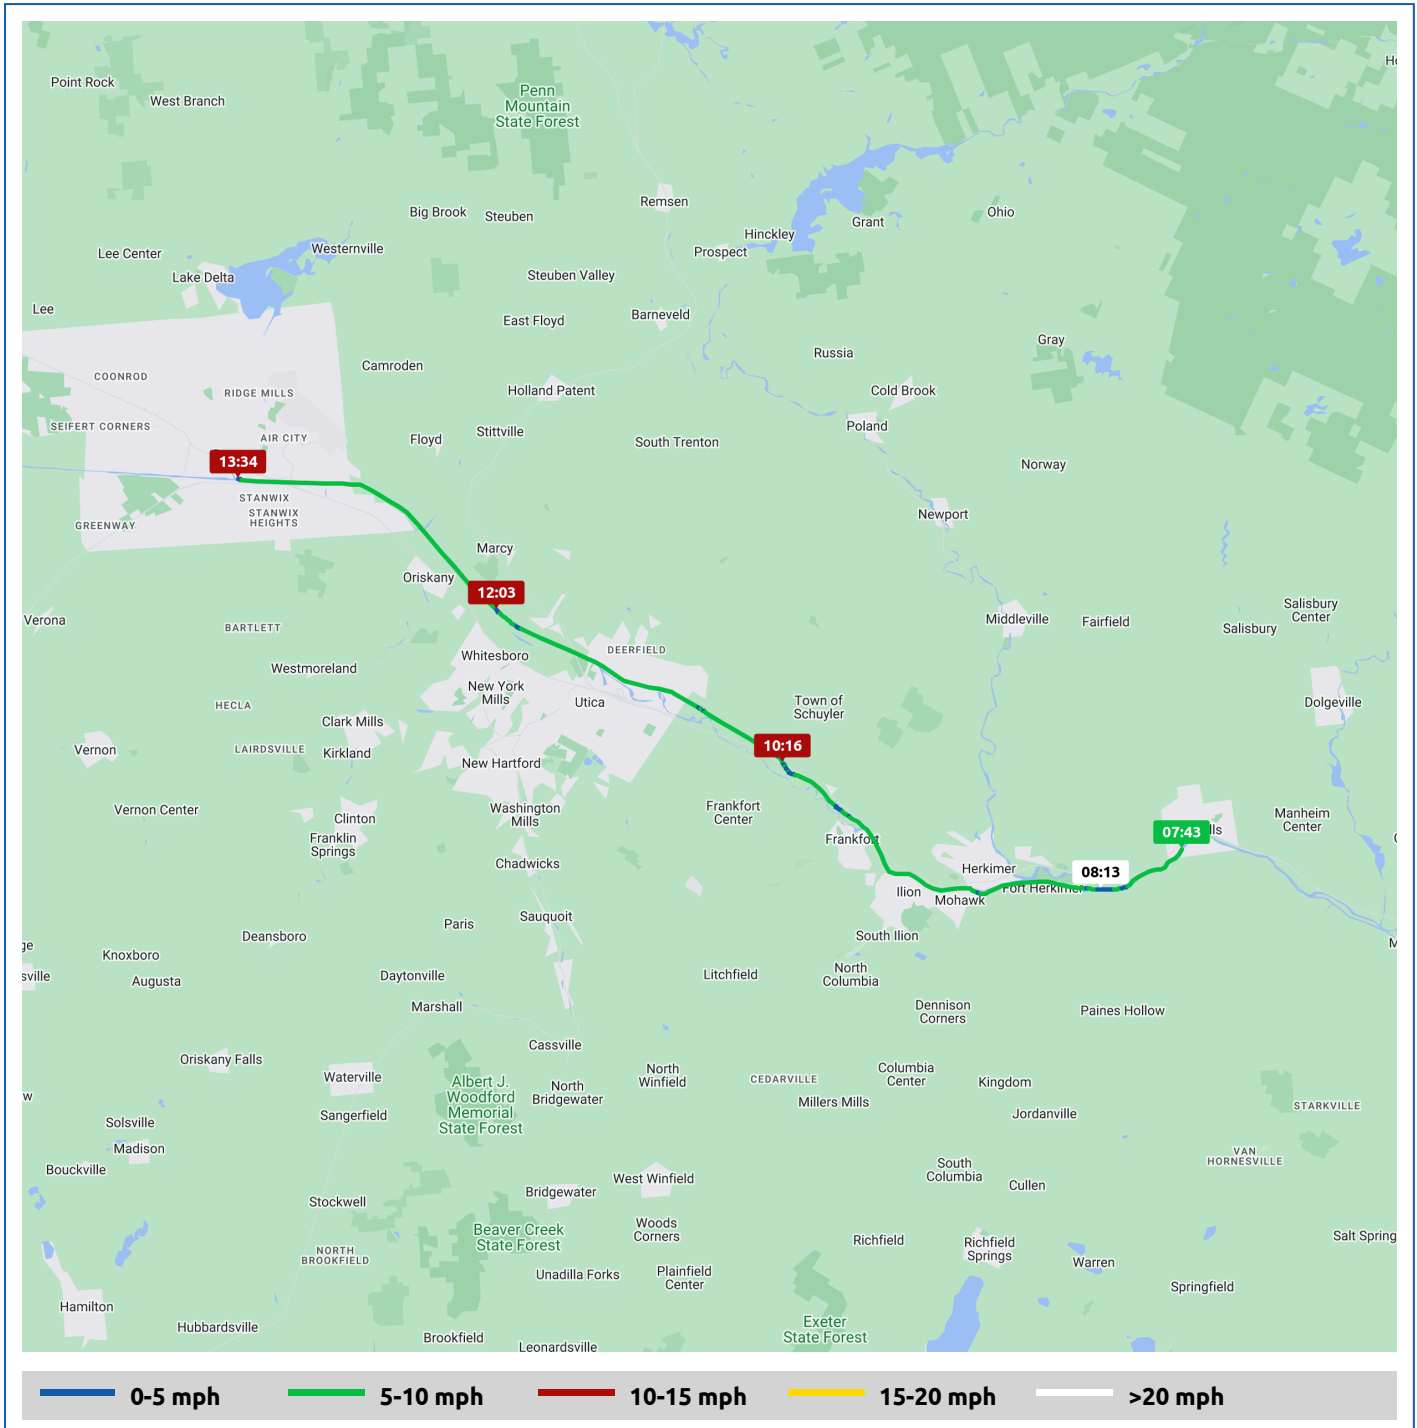 Point Rock
West Branch
Penn
Mountain
State Forest
Ho
Big Brook
Steuben
Remsen
Grant
Ohio
Hinckley
Prospect
Westernville
Lee Center
Lake Delta
Steuben Valley
Lee
East Floyd
Barneveld
Russia
Gray
Camroden
COONROD
RIDGE MILLS
Holland Patent
Cold Brook
SEIFERT CORNERS
AIR CITY
Floyd
Stittville
South Trenton
Poland
13:34
Norway
STANWIX
STANWIX
HEIGHTS
GREENWAY
Newport
Marcy
Oriskany
12:03
Verona
BARTLETT
Middleville
Fairfield
Salisbury
Center
Salisbury
Whitesboro
DEERFIELD
Westmoreland
New York
Mills
Utica
HECLA
Town of
Schuyler
Dolgeville
Clark Mills
Vernon
LAIRDSVILLE
Kirkland
10:16
New Hartford
Vernon Center
Clinton
Washington
Mills
Frankfort
Center
Manheim
Center
Franklin
Springs
Frankfort
07:43
lls
Chadwicks
Herkimer
08:13
Fort Herkimer
Ilion
Mohawk
Sauquoit
Paris
Deansboro
South Ilion
ge
Knoxboro
M
sville
Augusta
Daytonville
Litchfield
North
Columbia
Marshall
Dennison
Corners
Paines Hollow
Cassville
Oriskany Falls
Waterville
North
Winfield
CEDARVILLE
Columbia
Center
Kingdom
Albert J.
Woodford
Memorial
State Forest
North
Bridgewater
w
Millers Mills
Jordanville
STARKVILLE
Solsville
Sangerfield
Madison
Bouckville
VAN
HORNESVILLE
South
Columbia
West Winfield
Cullen
Stockwell
Bridgewater
Beaver Creek
State Forest
Woods
Corners
Richfield
Richfield
Springs
Salt Spring
NORTH
BROOKFIELD
Warren
Unadilla Forks
Plainfield
Center
Springfield
Hamilton
Hubbardsville
Brookfield
Leonardsville
Exeter
State Forest
0-5 mph
5-10 mph
10-15 mph
15-20 mph
>20 mph